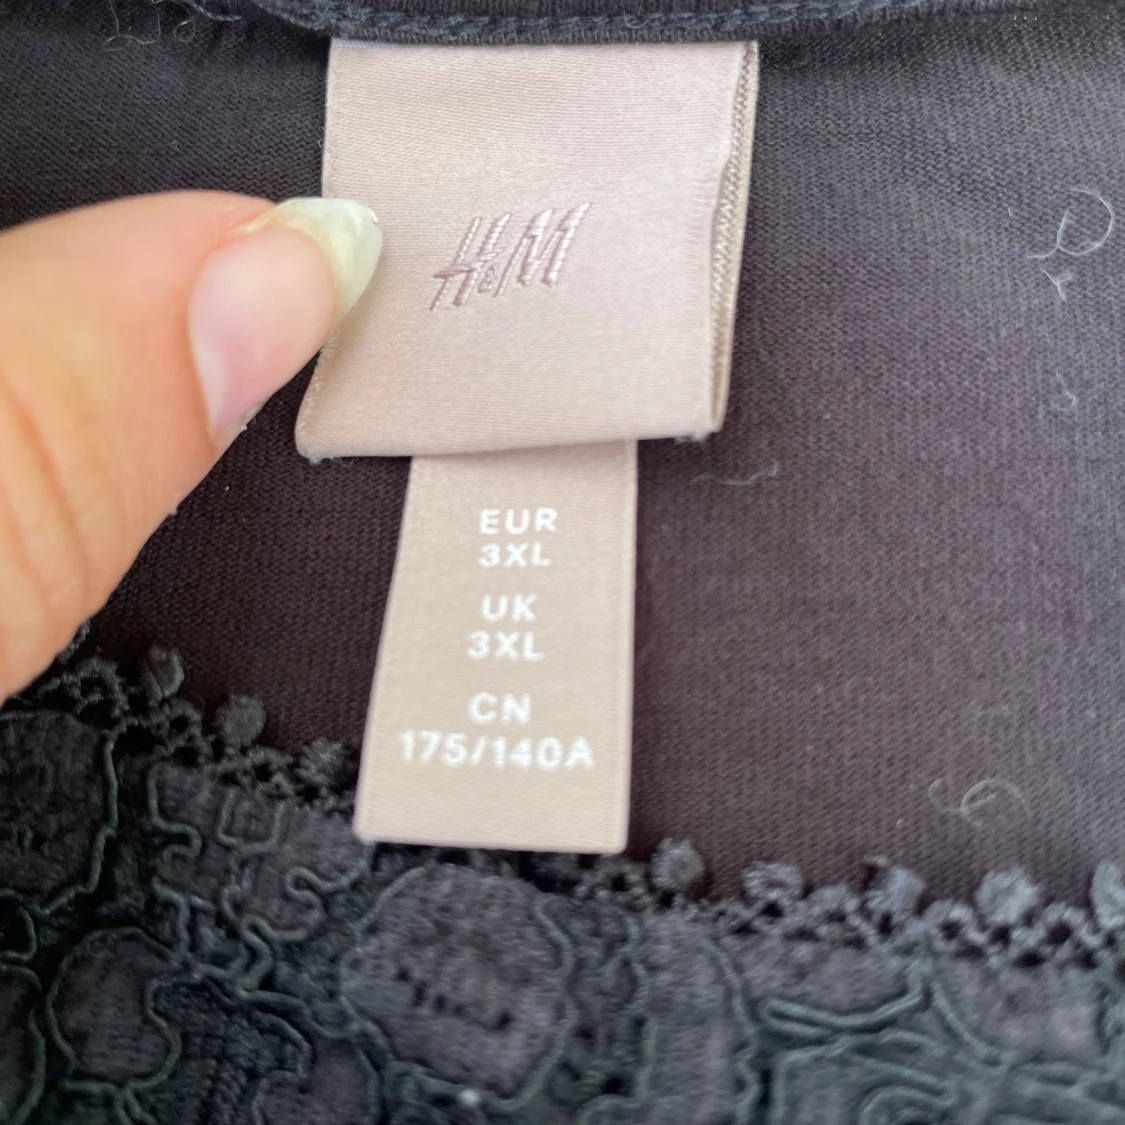 H&M
EUR
3XL
UK
3XL
CN
175/140A